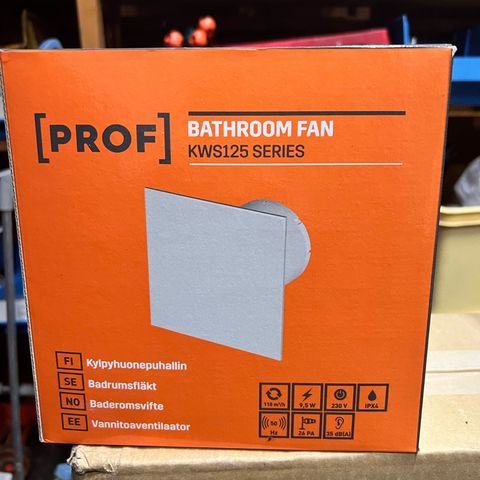 [PROF]
BATHROOM FAN
KWS125 SERIES
FI Kylpyhuonepuhallin
SE Badrumsfläkt
NO Baderomsvifte
EE Vannitoaventilaator
110 m³/h 9,5 W 230 V IPX4
50 Hz 26 PA 35 dB(A)